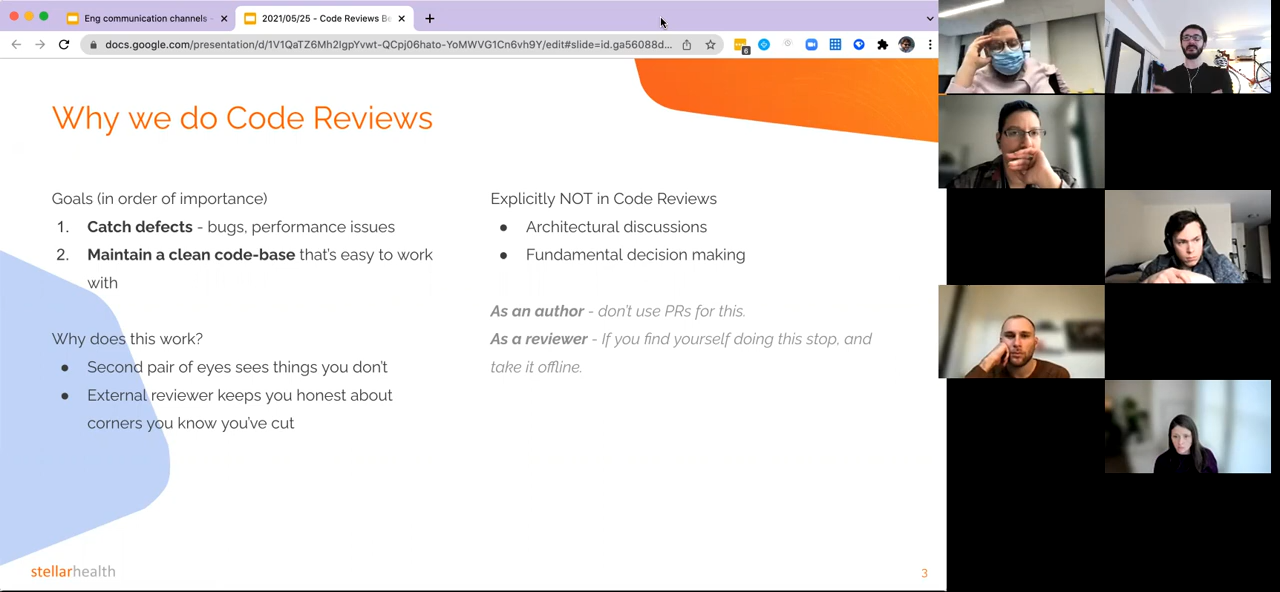 Eng communication channels -
2021/05/25 - Code Reviews Be
docs.google.com/presentation/d/1V1QaTZ6Mh2IgpYvwt-QCpj06hato-YoMWVG1Cn6vh9Y/edit#slide=id.ga56088d...
6
Why we do Code Reviews
Goals (in order of importance)
1. Catch defects - bugs, performance issues
2. Maintain a clean code-base that's easy to work
with
Why does this work?
● Second pair of eyes sees things you don't
● External reviewer keeps you honest about
corners you know you've cut
Explicitly NOT in Code Reviews
● Architectural discussions
● Fundamental decision making
As an author - don't use PRs for this.
As a reviewer - If you find yourself doing this stop, and
take it offline.
stellarhealth
3